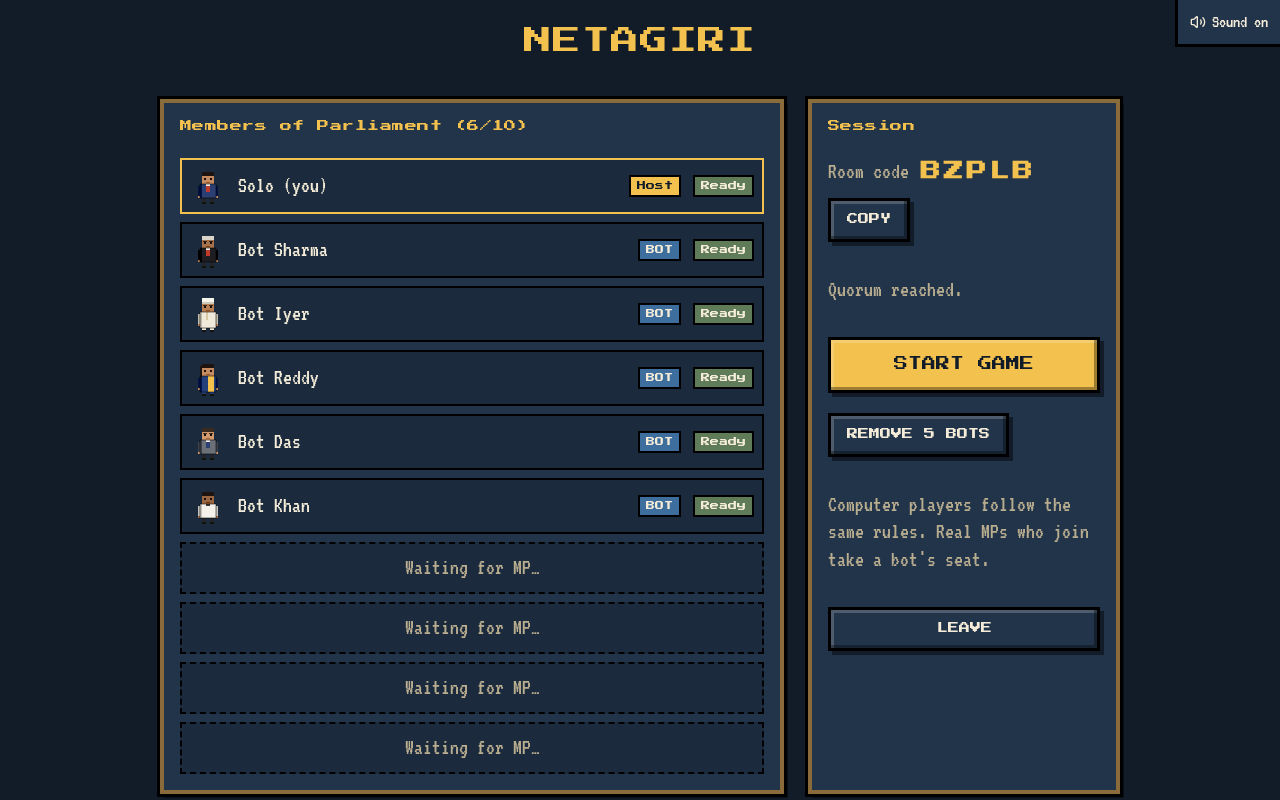 NETAGIRI
Sound on
Members of Parliament (6/10)
Solo (you)
Host
Ready
Bot Sharma
BOT
Ready
Bot Iyer
BOT
Ready
Bot Reddy
BOT
Ready
Bot Das
BOT
Ready
Bot Khan
BOT
Ready
Waiting for MP…
Waiting for MP…
Waiting for MP…
Waiting for MP…
Session
Room code BZPLB
COPY
Quorum reached.
START GAME
REMOVE 5 BOTS
Computer players follow the
same rules. Real MPs who join
take a bot's seat.
LEAVE